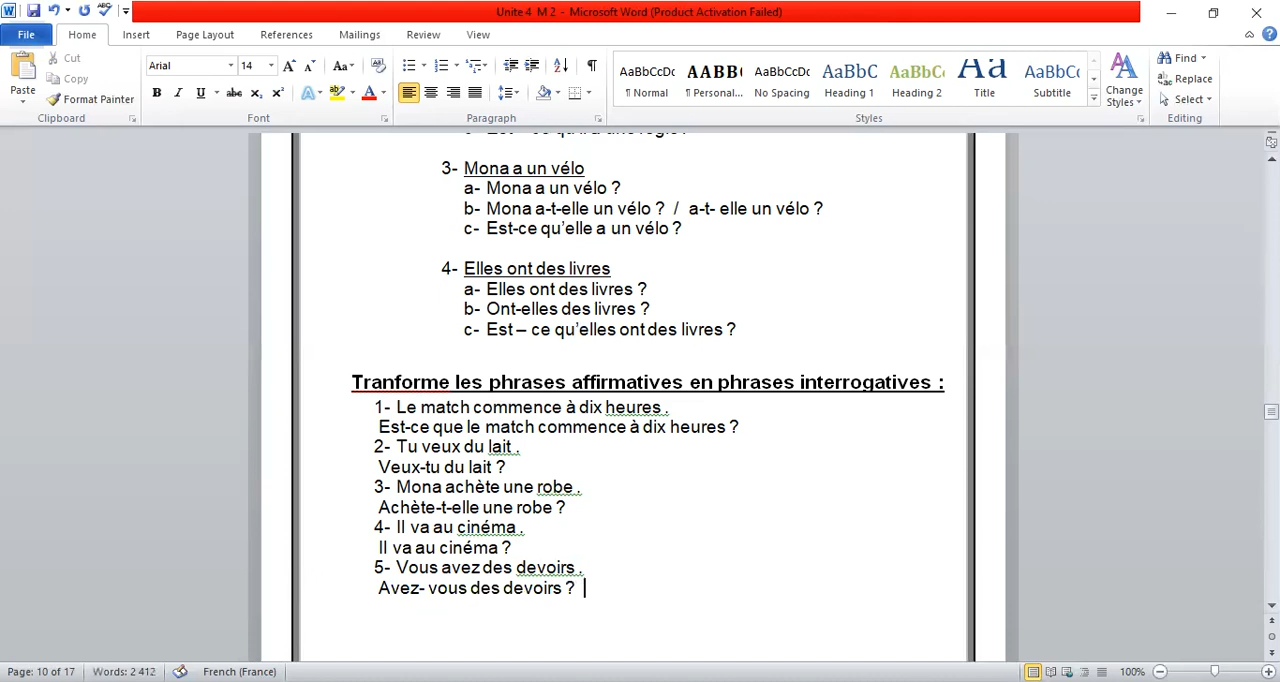 Unite 4 M 2 - Microsoft Word (Product Activation Failed)
File Home Insert Page Layout References Mailings Review View
Paste
Cut
Copy
Format Painter
Clipboard
Arial 14
Font
Paragraph
AaBbCcDc AABB( AaBbCcDc AaBbC AaBbC AaB AaBbC
¶ Normal ¶ Personal... No Spacing Heading 1 Heading 2 Title Subtitle
Change Styles
Styles
Find
Replace
Select
Editing
3- Mona a un vélo
a- Mona a un vélo ?
b- Mona a-t-elle un vélo ? / a-t- elle un vélo ?
c- Est-ce qu’elle a un vélo ?
4- Elles ont des livres
a- Elles ont des livres ?
b- Ont-elles des livres ?
c- Est – ce qu’elles ont des livres ?
Tranforme les phrases affirmatives en phrases interrogatives :
1- Le match commence à dix heures .
Est-ce que le match commence à dix heures ?
2- Tu veux du lait .
Veux-tu du lait ?
3- Mona achète une robe .
Achète-t-elle une robe ?
4- Il va au cinéma .
Il va au cinéma ?
5- Vous avez des devoirs .
Avez- vous des devoirs ?
Page: 10 of 17 Words: 2 412 French (France) 100%